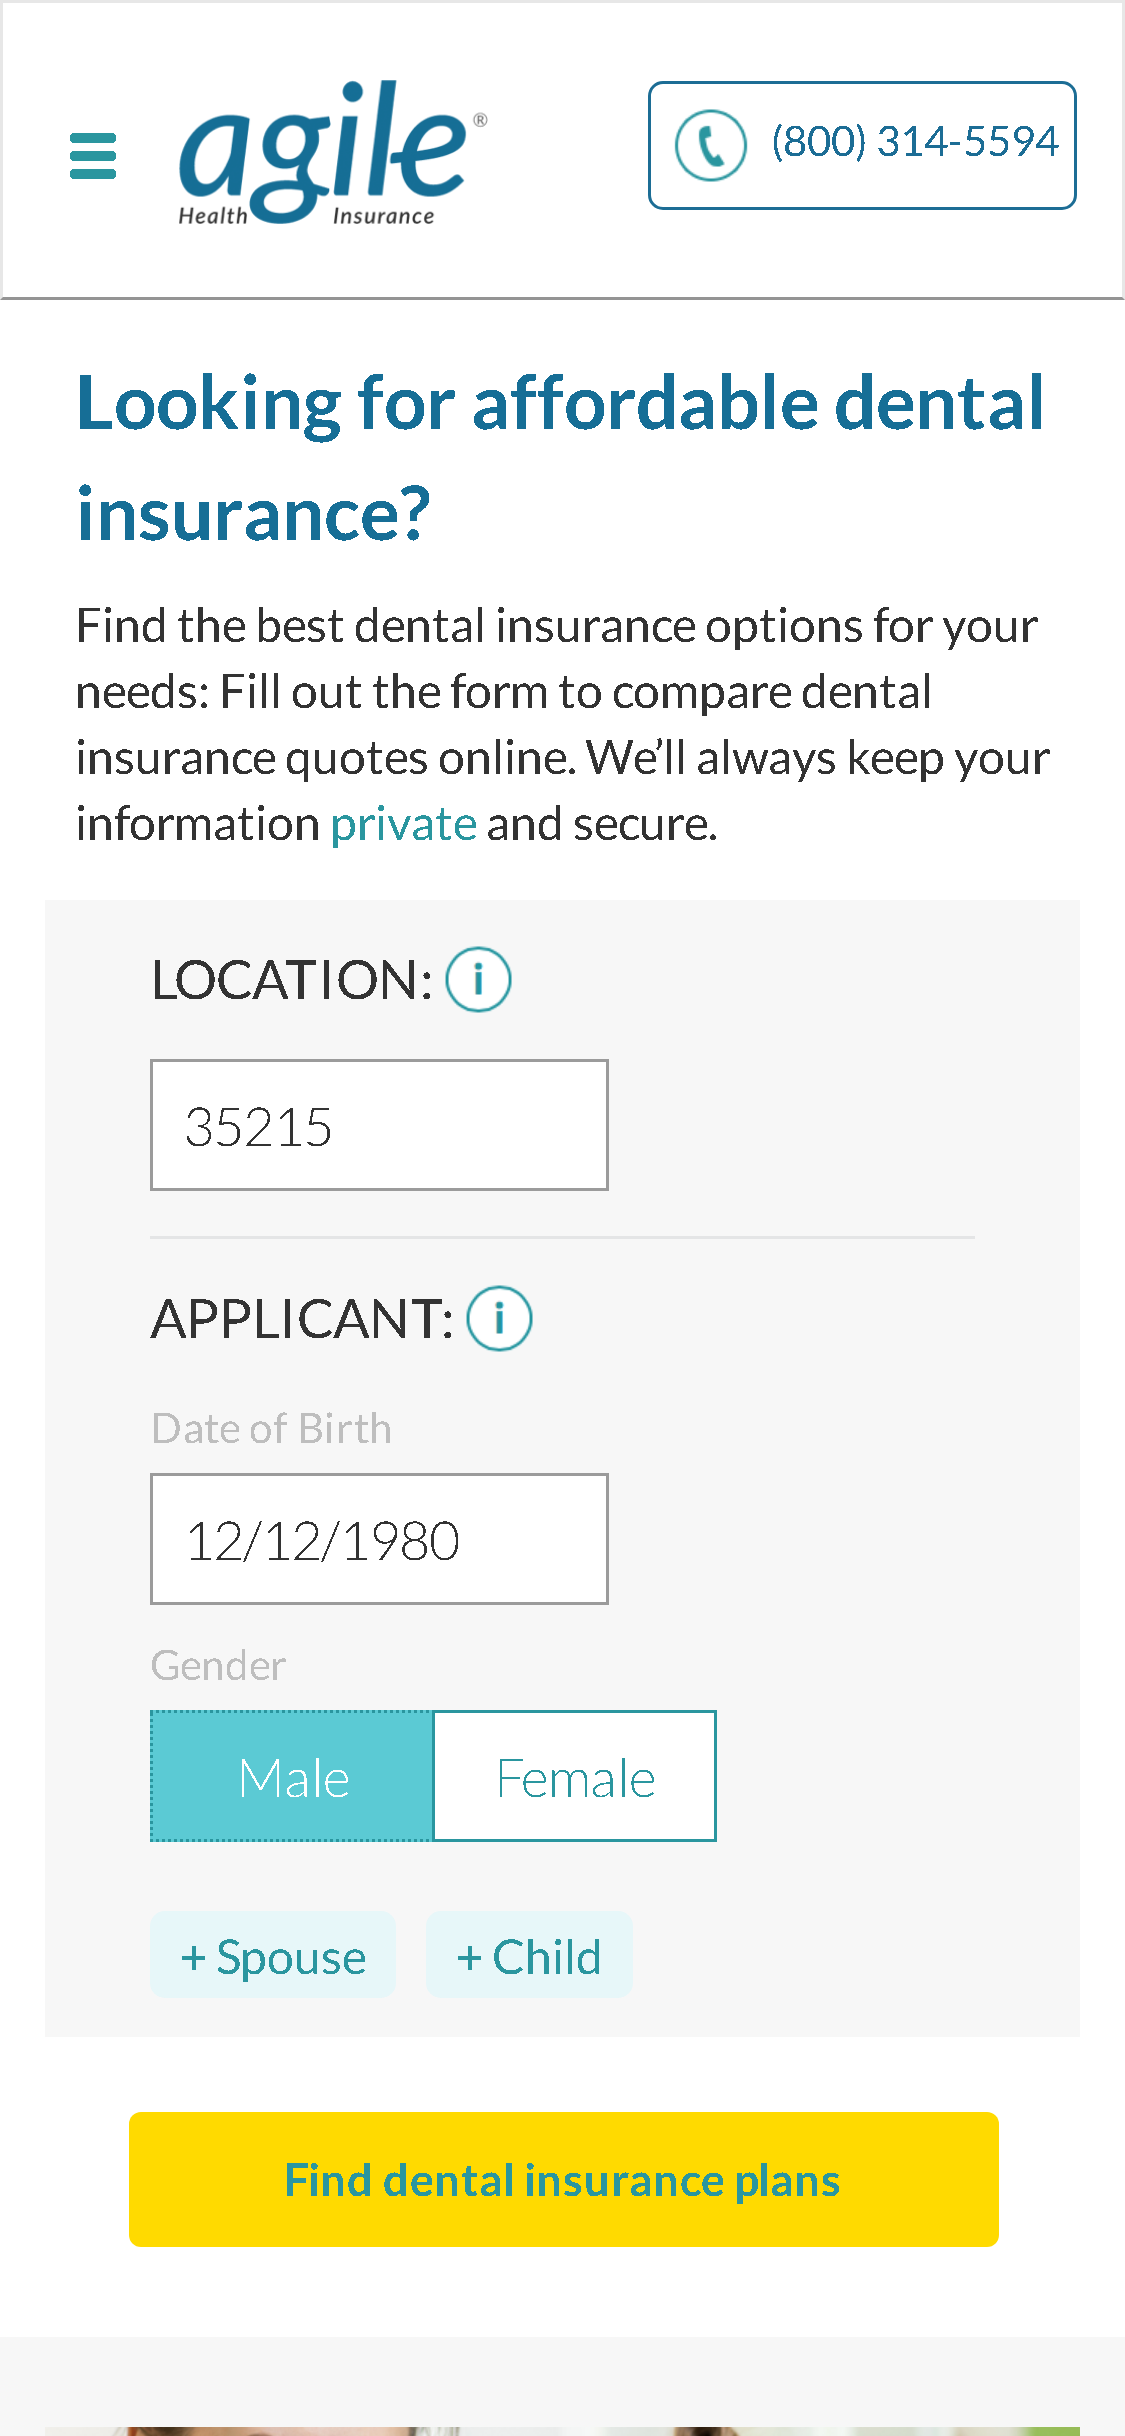 agile®
Health Insurance
(800) 314-5594
Looking for affordable dental
insurance?
Find the best dental insurance options for your
needs: Fill out the form to compare dental
insurance quotes online. We’ll always keep your
information private and secure.
LOCATION: i
35215
APPLICANT: i
Date of Birth
12/12/1980
Gender
Male Female
+ Spouse + Child
Find dental insurance plans